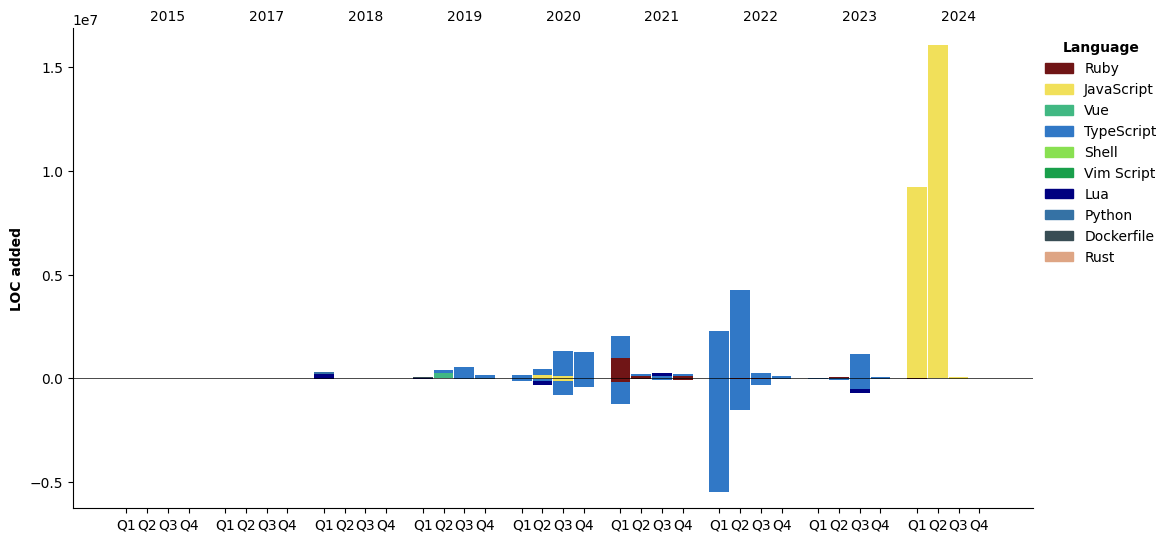 2015 2017 2018 2019 2020 2021 2022 2023 2024
1e7
Language
Ruby
JavaScript
Vue
TypeScript
Shell
Vim Script
Lua
Python
Dockerfile
Rust
1.5
1.0
0.5
0.0
−0.5
LOC added
Q1 Q2 Q3 Q4 Q1 Q2 Q3 Q4 Q1 Q2 Q3 Q4 Q1 Q2 Q3 Q4 Q1 Q2 Q3 Q4 Q1 Q2 Q3 Q4 Q1 Q2 Q3 Q4 Q1 Q2 Q3 Q4 Q1 Q2 Q3 Q4